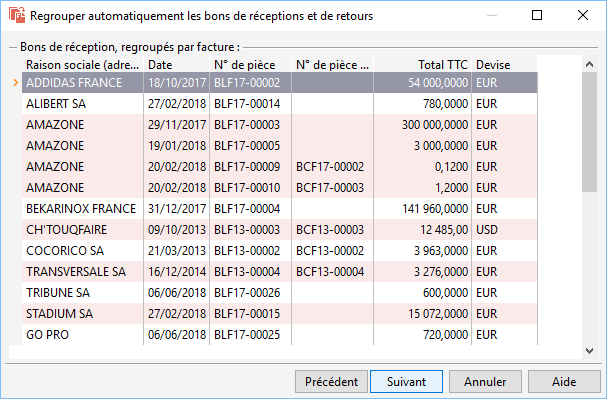 Regrouper automatiquement les bons de réceptions et de retours
Bons de réception, regroupés par facture :
Raison sociale (adre... Date N° de pièce N° de pièce ... Total TTC Devise
ADDIDAS FRANCE 18/10/2017 BLF17-00002 54 000,0000 EUR
ALIBERT SA 27/02/2018 BLF17-00014 780,0000 EUR
AMAZONE 29/11/2017 BLF17-00003 300 000,0000 EUR
AMAZONE 19/01/2018 BLF17-00005 3 000,0000 EUR
AMAZONE 20/02/2018 BLF17-00009 BCF17-00002 0,1200 EUR
AMAZONE 20/02/2018 BLF17-00010 BCF17-00003 1,2000 EUR
BEKARINOX FRANCE 31/12/2017 BLF17-00004 141 960,0000 EUR
CH'TOUQFAIRE 09/10/2013 BLF13-00003 BCF13-00003 12 485,00 USD
COCORICO SA 21/03/2013 BLF13-00002 BCF13-00002 3 963,0000 EUR
TRANSVERSALE SA 16/12/2014 BLF13-00004 BCF13-00004 3 276,0000 EUR
TRIBUNE SA 06/06/2018 BLF17-00026 600,0000 EUR
STADIUM SA 27/02/2018 BLF17-00015 15 072,0000 EUR
GO PRO 06/06/2018 BLF17-00025 720,0000 EUR
Précédent Suivant Annuler Aide